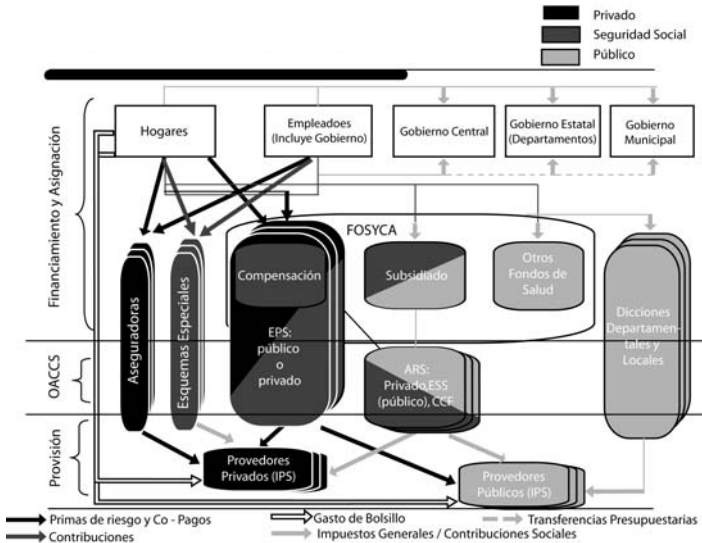 Privado
Seguridad Social
Público
Financiamiento y Asignación
OACCS
Provisión
Hogares
Empleadoes
(Incluye Gobierno)
Gobierno Central
Gobierno Estatal
(Departamentos)
Gobierno
Municipal
FOSYCA
Aseguradoras
Esquemas Especiales
Compensación
EPS:
público
o
privado
Subsidiado
Otros
Fondos de
Salud
Dicciones
Departamen-
tales y
Locales
ARS:
Privado,ESS
(público), CCF
Provedores
Privados (IPS)
Provedores
Públicos (IPS)
Primas de riesgo y Co - Pagos
Gasto de Bolsillo
Transferencias Presupuestarias
Contribuciones
Impuestos Generales / Contribuciones Sociales